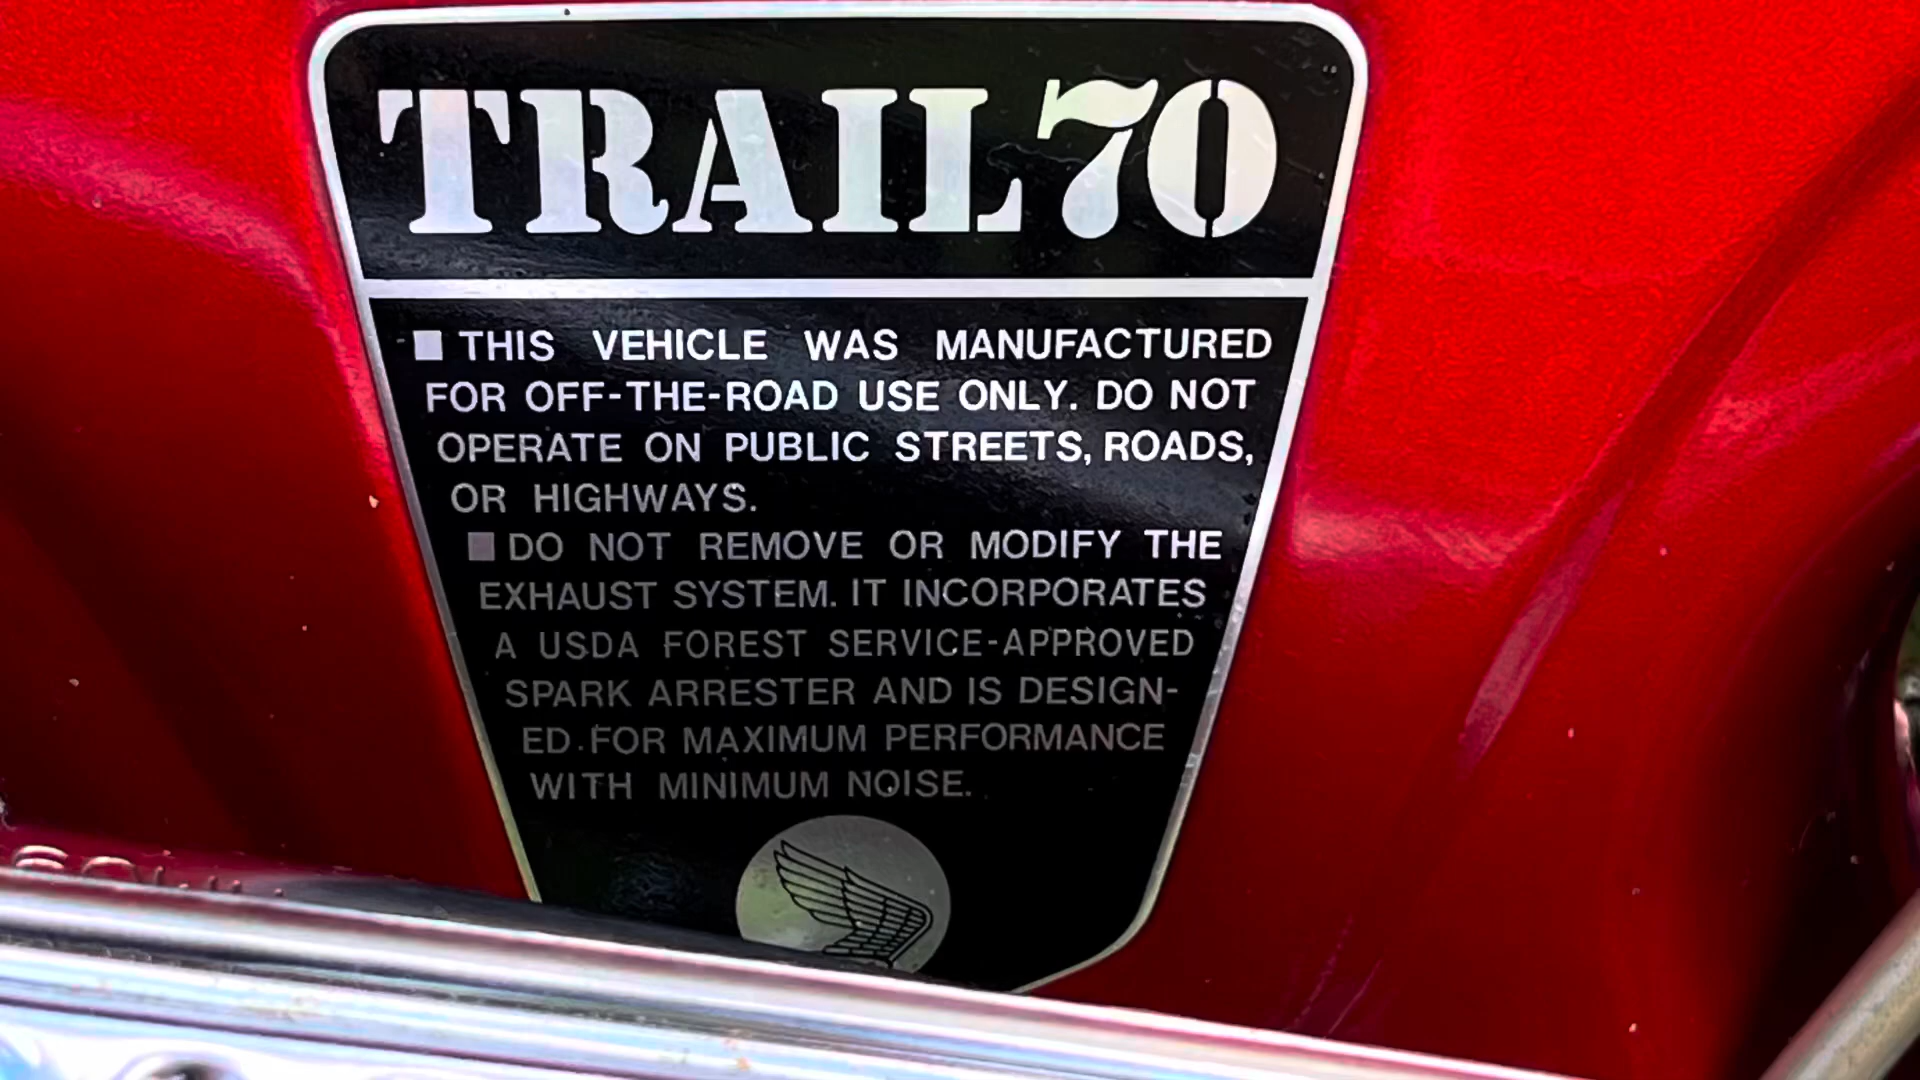 TRAIL70
■ THIS VEHICLE WAS MANUFACTURED
FOR OFF-THE-ROAD USE ONLY. DO NOT
OPERATE ON PUBLIC STREETS, ROADS,
OR HIGHWAYS.
■ DO NOT REMOVE OR MODIFY THE
EXHAUST SYSTEM. IT INCORPORATES
A USDA FOREST SERVICE-APPROVED
SPARK ARRESTER AND IS DESIGN-
ED FOR MAXIMUM PERFORMANCE
WITH MINIMUM NOISE.